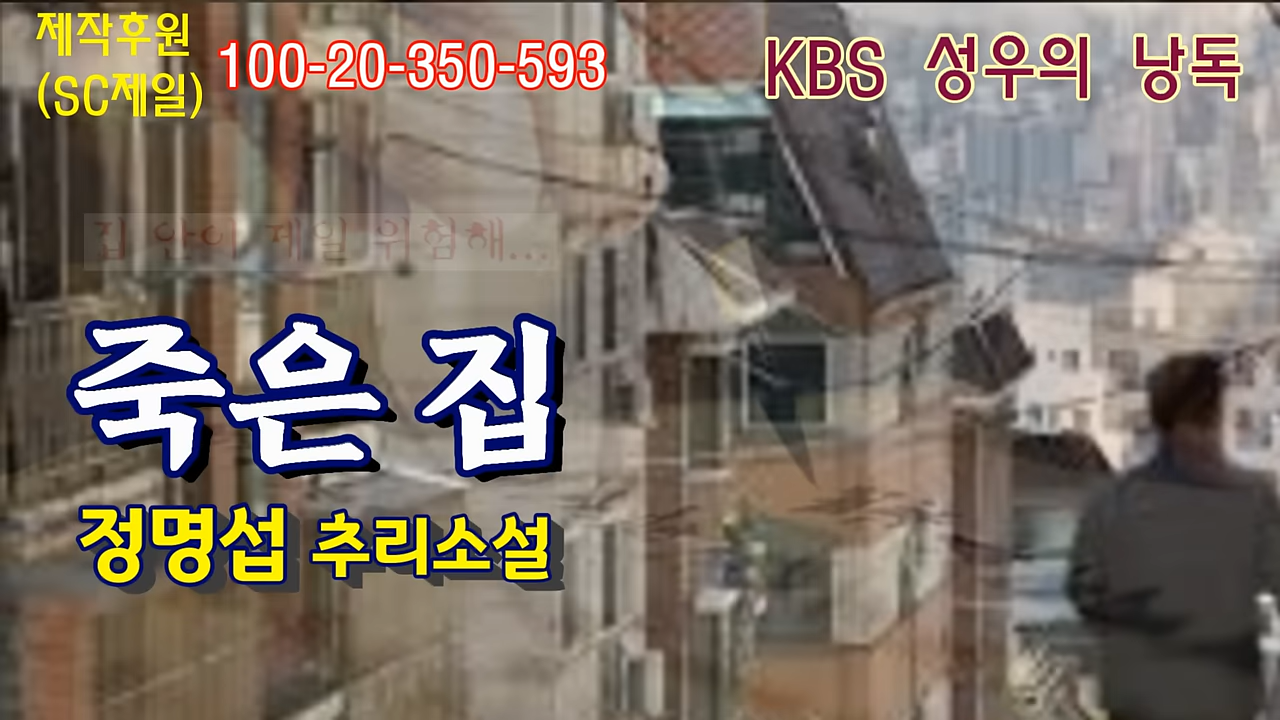 제작후원
(SC제일)
100-20-350-593
KBS 성우의 낭독
집 안이 제일 위험해...
죽은 집
정명섭 추리소설